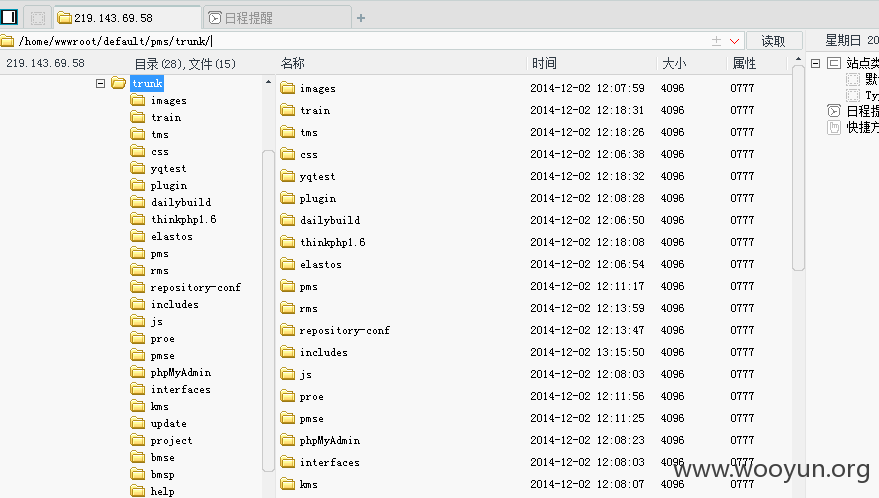 219.143.69.58
日程提醒
/home/wwwroot/default/pms/trunk/
读取
星期日 20
219.143.69.58
目录(28),文件(15)
名称 时间 大小 属性
站点类
默
Ty
日程提
快捷方
trunk
images
train
tms
css
yqtest
plugin
dailybuild
thinkphp1.6
elastos
pms
rms
repository-conf
includes
js
proe
pmse
phpMyAdmin
interfaces
kms
update
project
bmse
bmsp
help
images 2014-12-02 12:07:59 4096 0777
train 2014-12-02 12:18:31 4096 0777
tms 2014-12-02 12:18:26 4096 0777
css 2014-12-02 12:06:38 4096 0777
yqtest 2014-12-02 12:18:32 4096 0777
plugin 2014-12-02 12:08:28 4096 0777
dailybuild 2014-12-02 12:06:50 4096 0777
thinkphp1.6 2014-12-02 12:18:08 4096 0777
elastos 2014-12-02 12:06:54 4096 0777
pms 2014-12-02 12:11:17 4096 0777
rms 2014-12-02 12:13:59 4096 0777
repository-conf 2014-12-02 12:13:47 4096 0777
includes 2014-12-02 13:15:50 4096 0777
js 2014-12-02 12:08:03 4096 0777
proe 2014-12-02 12:11:56 4096 0777
pmse 2014-12-02 12:11:25 4096 0777
phpMyAdmin 2014-12-02 12:08:23 4096 0777
interfaces 2014-12-02 12:08:03 4096 0777
kms 2014-12-02 12:08:07 4096 0777
www.wooyun.org